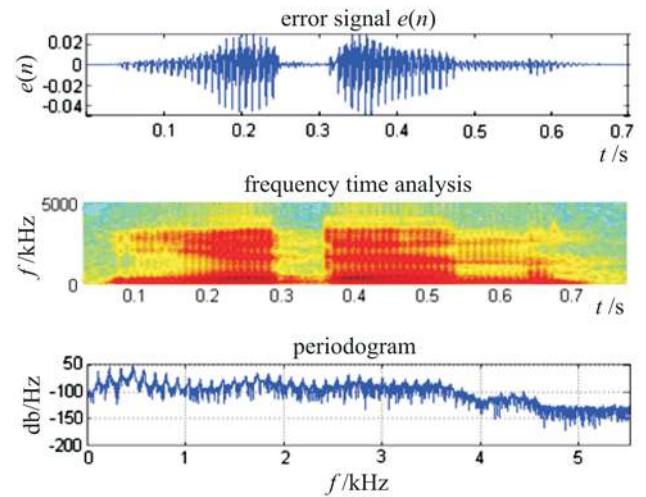 error signal e(n)
0.02
0
-0.02
-0.04
e(n)
0.1 0.2 0.3 0.4 0.5 0.6 0.7
t /s
frequency time analysis
5000
0
f /kHz
0.1 0.2 0.3 0.4 0.5 0.6 0.7
t /s
periodogram
50
-100
-150
-200
db/Hz
0 1 2 3 4 5
f /kHz